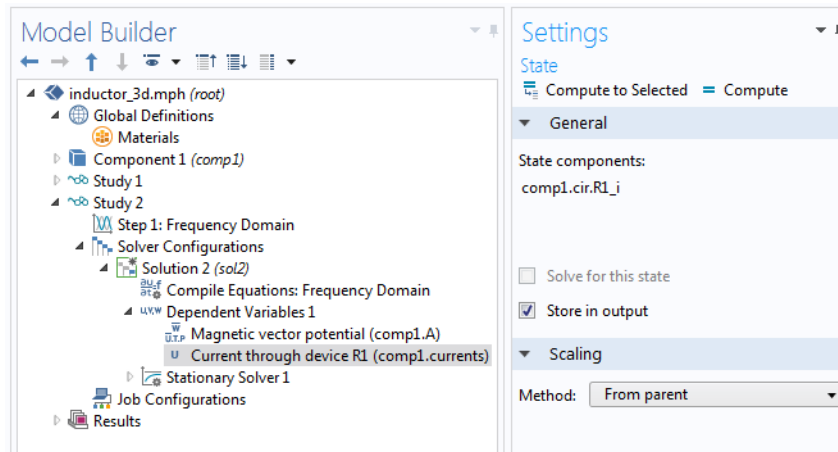 Model Builder
inductor_3d.mph (root)
Global Definitions
Materials
Component 1 (comp1)
Study 1
Study 2
Step 1: Frequency Domain
Solver Configurations
Solution 2 (sol2)
Compile Equations: Frequency Domain
Dependent Variables 1
Magnetic vector potential (comp1.A)
Current through device R1 (comp1.currents)
Stationary Solver 1
Job Configurations
Results
Settings
State
Compute to Selected = Compute
General
State components:
comp1.cir.R1_i
Solve for this state
Store in output
Scaling
Method: From parent